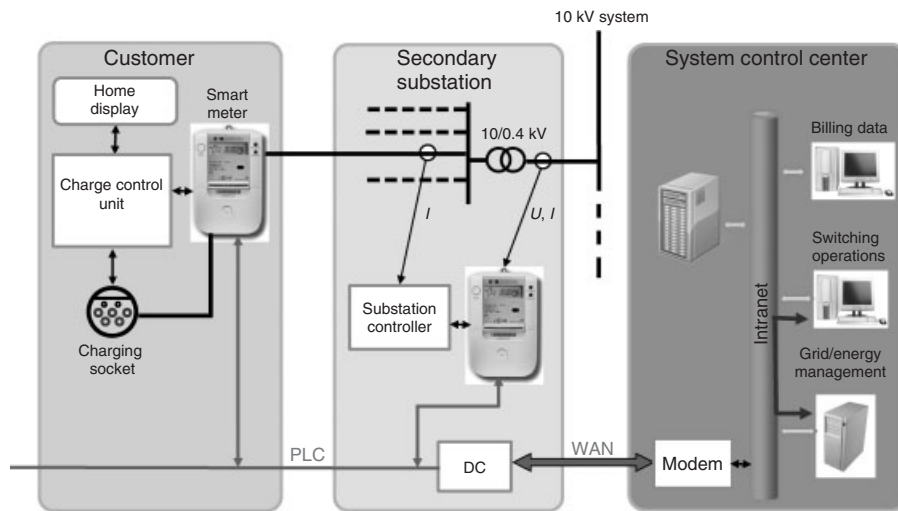 10 kV system
Customer
Secondary
substation
System control center
Home
display
Smart
meter
10/0.4 kV
Billing data
Charge control
unit
I
U, I
Switching
operations
Substation
controller
Intranet
Charging
socket
Grid/energy
management
PLC
DC
WAN
Modem